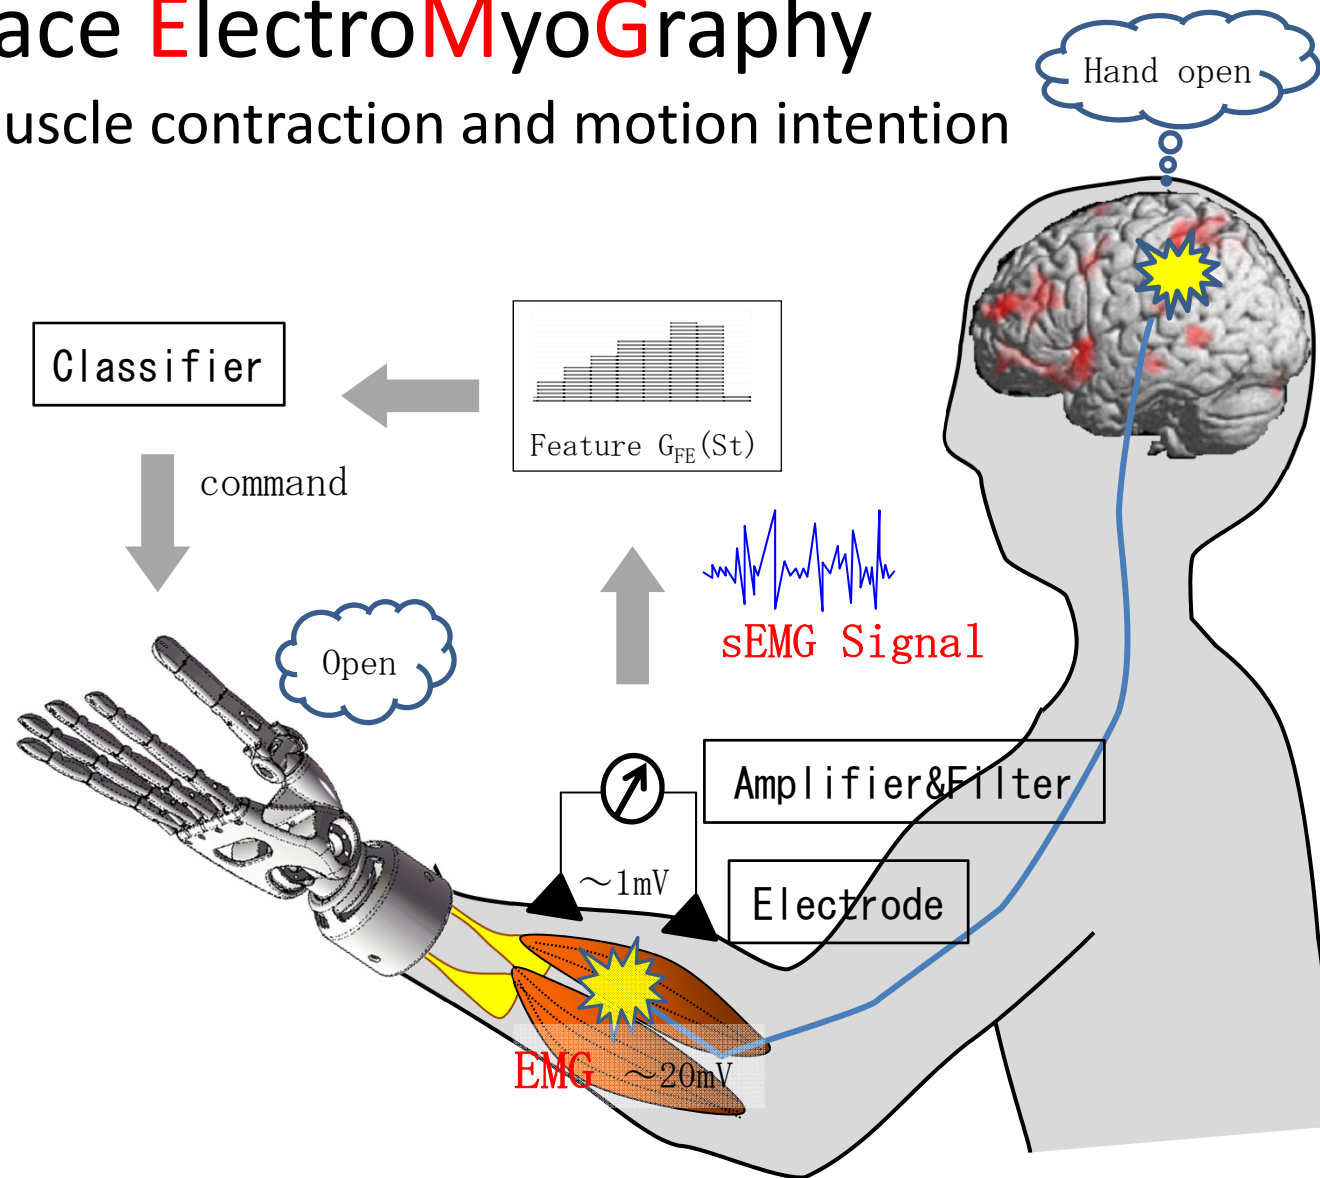 ace ElectroMyoGraphy
uscle contraction and motion intention
Hand open
Classifier
Feature G_FE(St)
command
sEMG Signal
Open
Amplifier&Filter
~1mV
Electrode
EMG ~20mV